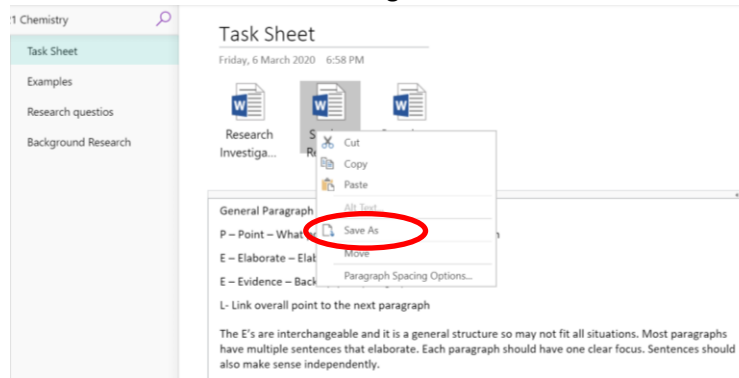 1 Chemistry
Task Sheet
Examples
Research questios
Background Research
Task Sheet
Friday, 6 March 2020 6:58 PM
Research
Investiga...
Cut
Copy
Paste
Alt Text...
Save As
Move
Paragraph Spacing Options...
General Paragraph
P – Point – What
E – Elaborate – Elab
E – Evidence – Back
L- Link overall point to the next paragraph
The E's are interchangeable and it is a general structure so may not fit all situations. Most paragraphs
have multiple sentences that elaborate. Each paragraph should have one clear focus. Sentences should
also make sense independently.